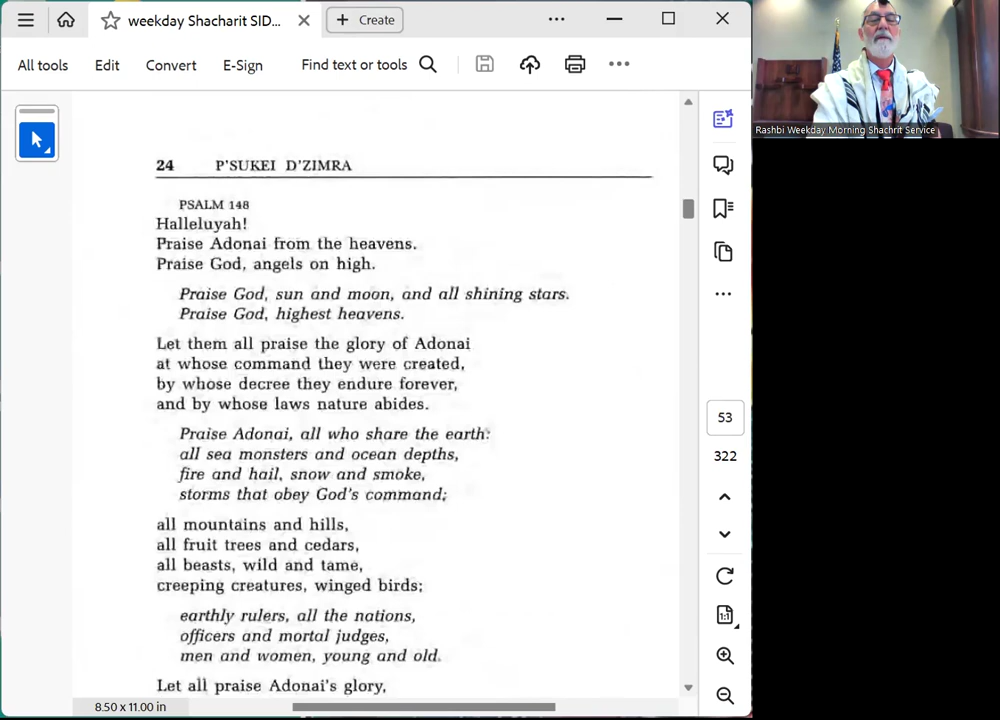 weekday Shacharit SID...
Create
All tools
Edit
Convert
E-Sign
Find text or tools
Rashbi Weekday Morning Shachrit Service
24 P'SUKEI D'ZIMRA
PSALM 148
Halleluyah!
Praise Adonai from the heavens.
Praise God, angels on high.
Praise God, sun and moon, and all shining stars.
Praise God, highest heavens.
Let them all praise the glory of Adonai
at whose command they were created,
by whose decree they endure forever,
and by whose laws nature abides.
Praise Adonai, all who share the earth:
all sea monsters and ocean depths,
fire and hail, snow and smoke,
storms that obey God's command;
all mountains and hills,
all fruit trees and cedars,
all beasts, wild and tame,
creeping creatures, winged birds;
earthly rulers, all the nations,
officers and mortal judges,
men and women, young and old.
Let all praise Adonai's glory,
53
322
1:1
8.50 x 11.00 in